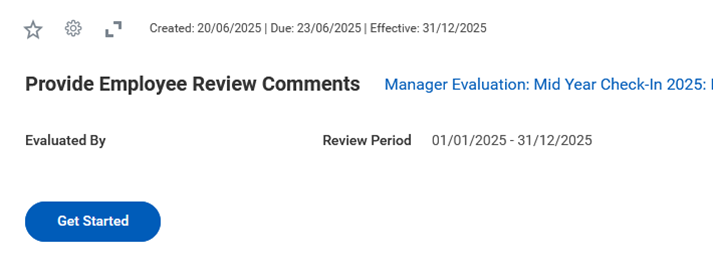 Created: 20/06/2025 | Due: 23/06/2025 | Effective: 31/12/2025
Provide Employee Review Comments Manager Evaluation: Mid Year Check-In 2025:
Evaluated By Review Period 01/01/2025 - 31/12/2025
Get Started